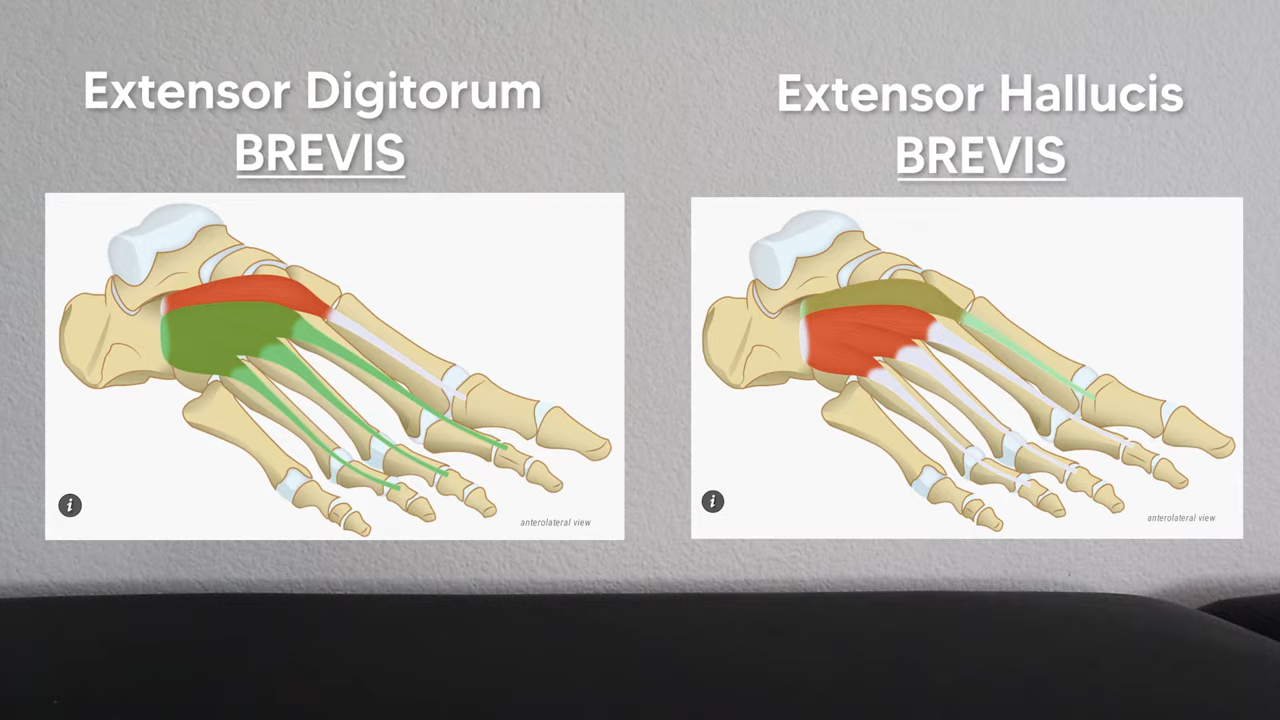 Extensor Digitorum
BREVIS
i
anterolateral view
Extensor Hallucis
BREVIS
i
anterolateral view